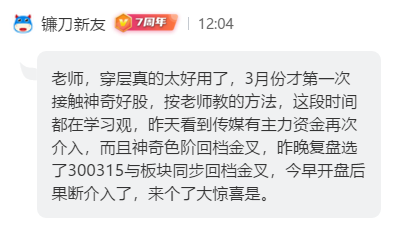 镰刀新友 7周年 12:04
老师，穿层真的太好用了，3月份才第一次
接触神奇好股，按老师教的方法，这段时间
都在学习观，昨天看到传媒有主力资金再次
介入，而且神奇色阶回档金叉，昨晚复盘选
了300315与板块同步回档金叉，今早开盘后
果断介入了，来个了大惊喜是。